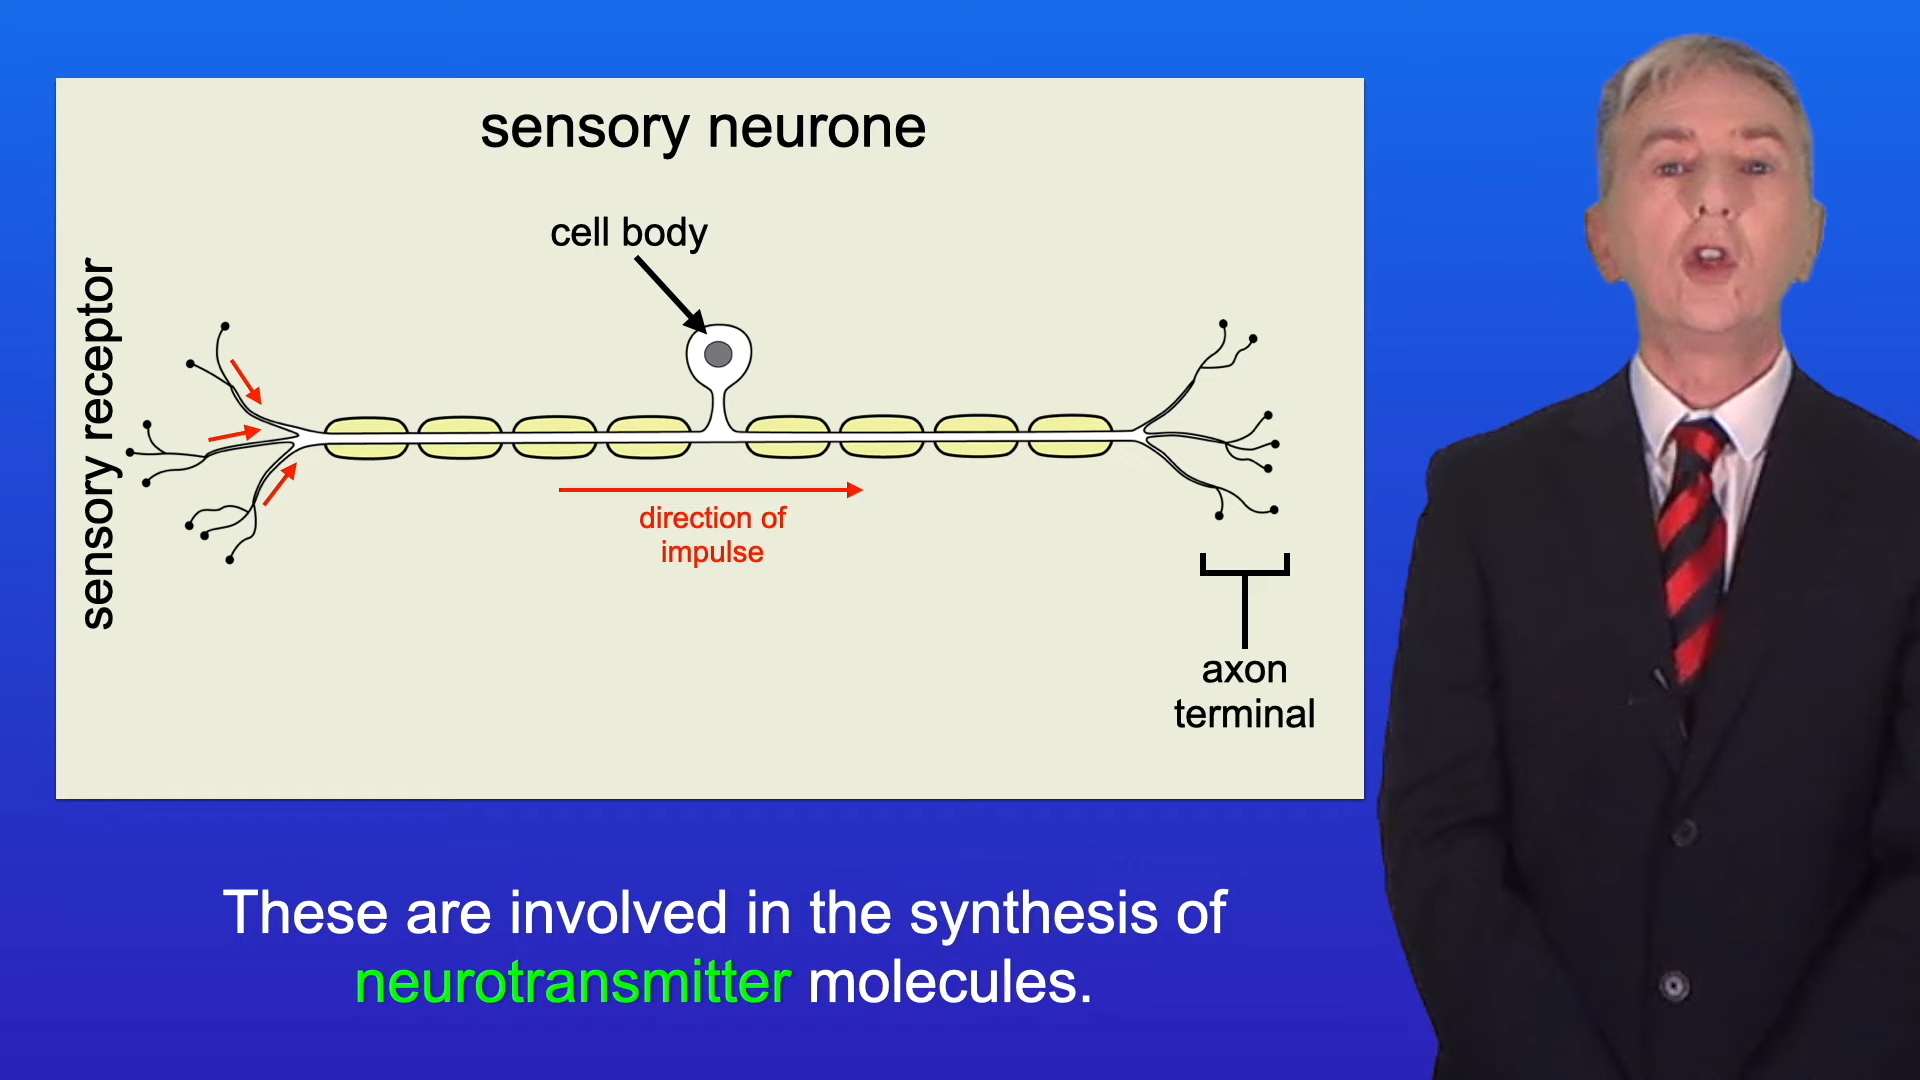 sensory neurone
cell body
sensory receptor
direction of
impulse
axon
terminal
These are involved in the synthesis of
neurotransmitter molecules.